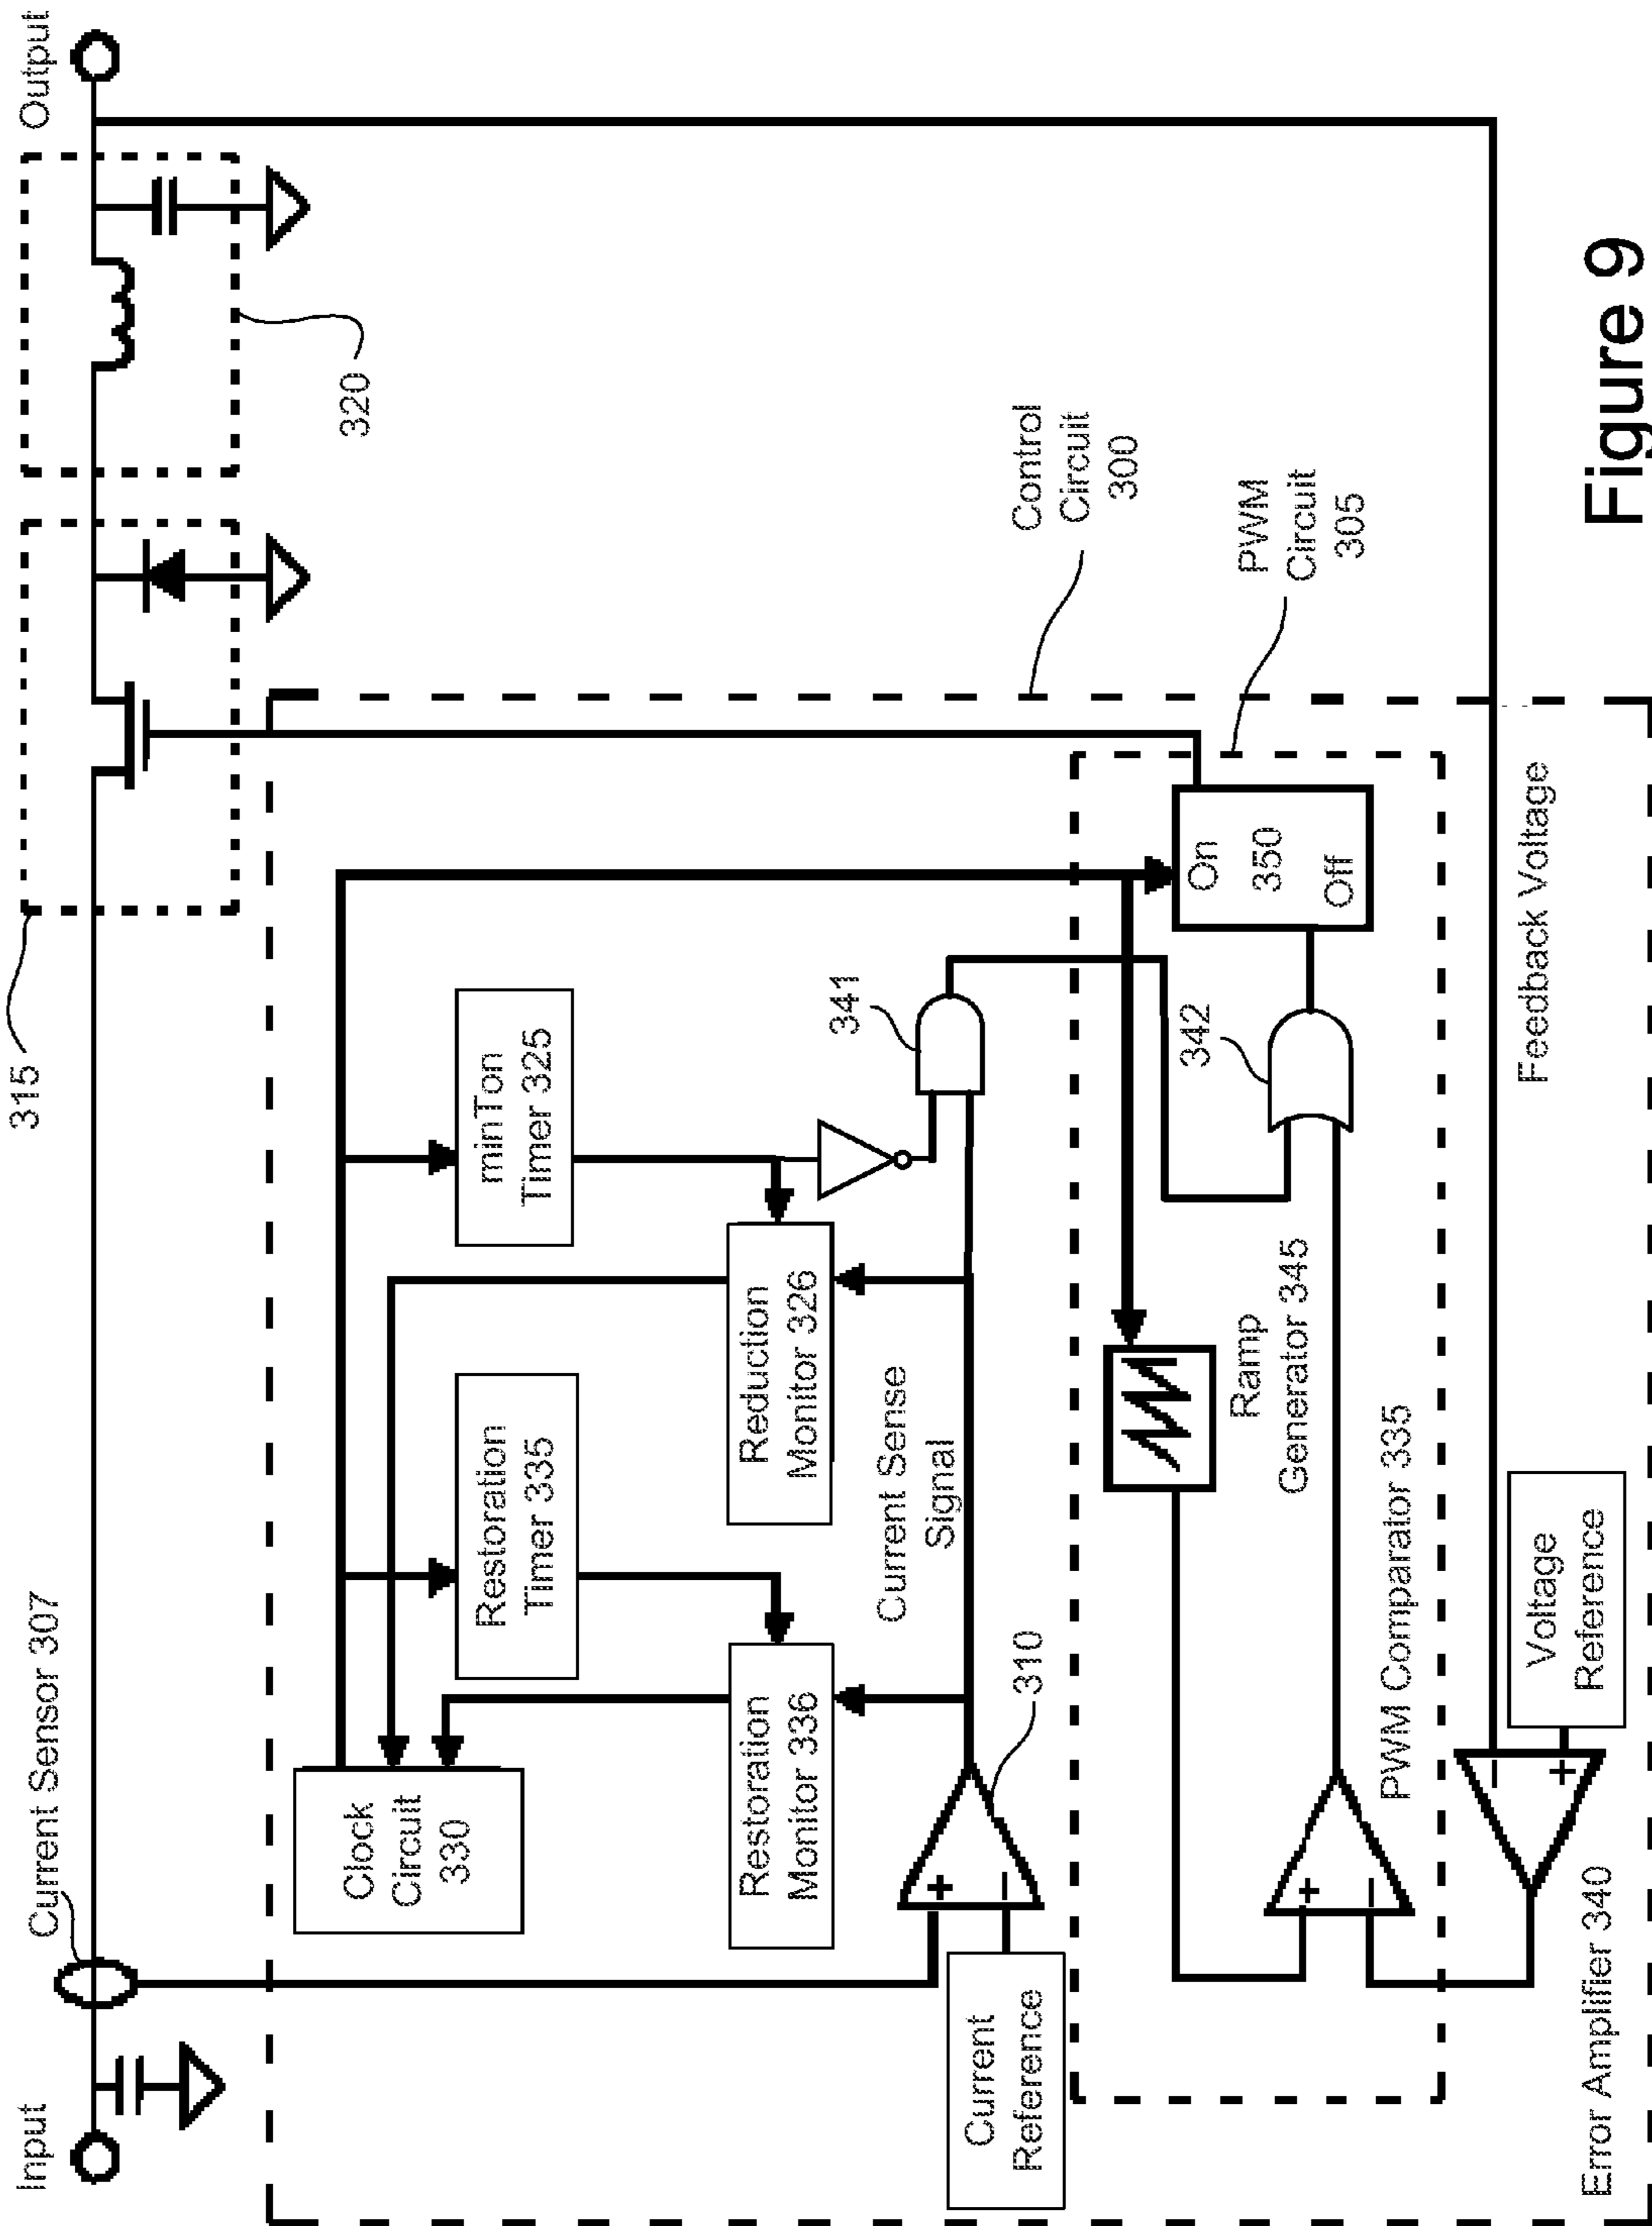 Input
Current Sensor 307
315
320
Output
Clock
Circuit
330
Restoration
Timer 335
minTon
Timer 325
Restoration
Monitor 336
Reduction
Monitor 326
341
Current Sense
Signal
310
+
−
Current
Reference
Control
Circuit
300
PWM
Circuit
305
Ramp
Generator 345
342
On
350
Off
+
−
PWM Comparator 335
Error Amplifier 340
−
+
Voltage
Reference
Feedback Voltage
Figure 9